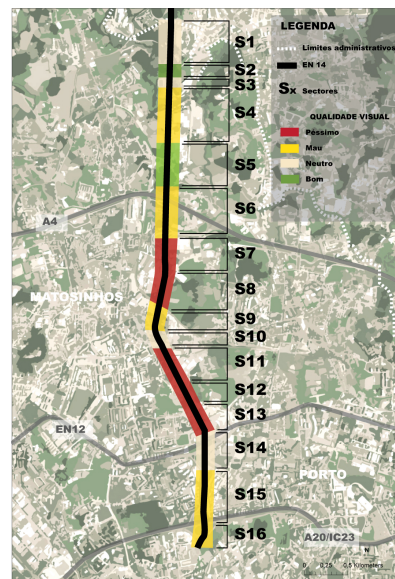 LEGENDA
Limites administrativos
EN 14
Sx Sectores
QUALIDADE VISUAL
Péssimo
Mau
Neutro
Bom
S1
S2
S3
S4
S5
S6
A4
S7
S8
MATOSINHOS
S9
S10
S11
S12
S13
EN12
S14
PORTO
S15
S16
A20/IC23
N
0 0,25 0,5 Kilometers